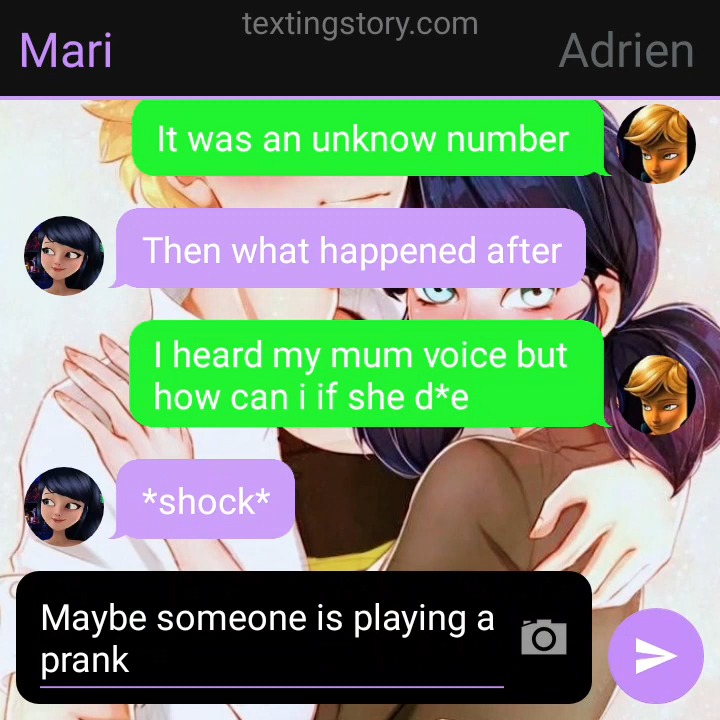 textingstory.com
Mari
Adrien
It was an unknow number
Then what happened after
I heard my mum voice but
how can i if she d*e
*shock*
Maybe someone is playing a
prank